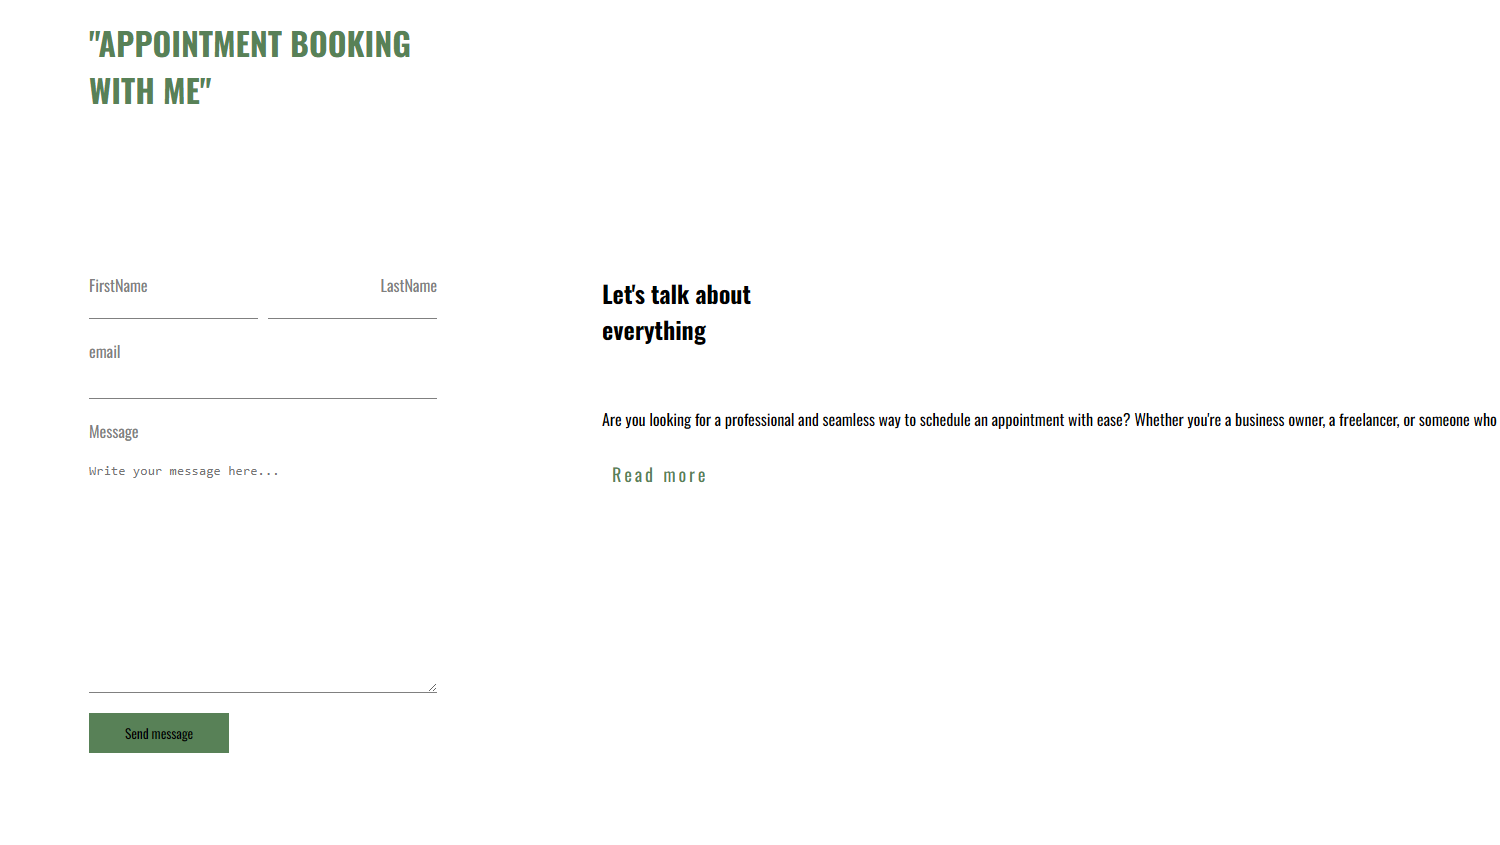 "APPOINTMENT BOOKING
WITH ME"
FirstName LastName
email
Message
Write your message here...
Send message
Let's talk about
everything
Are you looking for a professional and seamless way to schedule an appointment with ease? Whether you're a business owner, a freelancer, or someone who
Read more